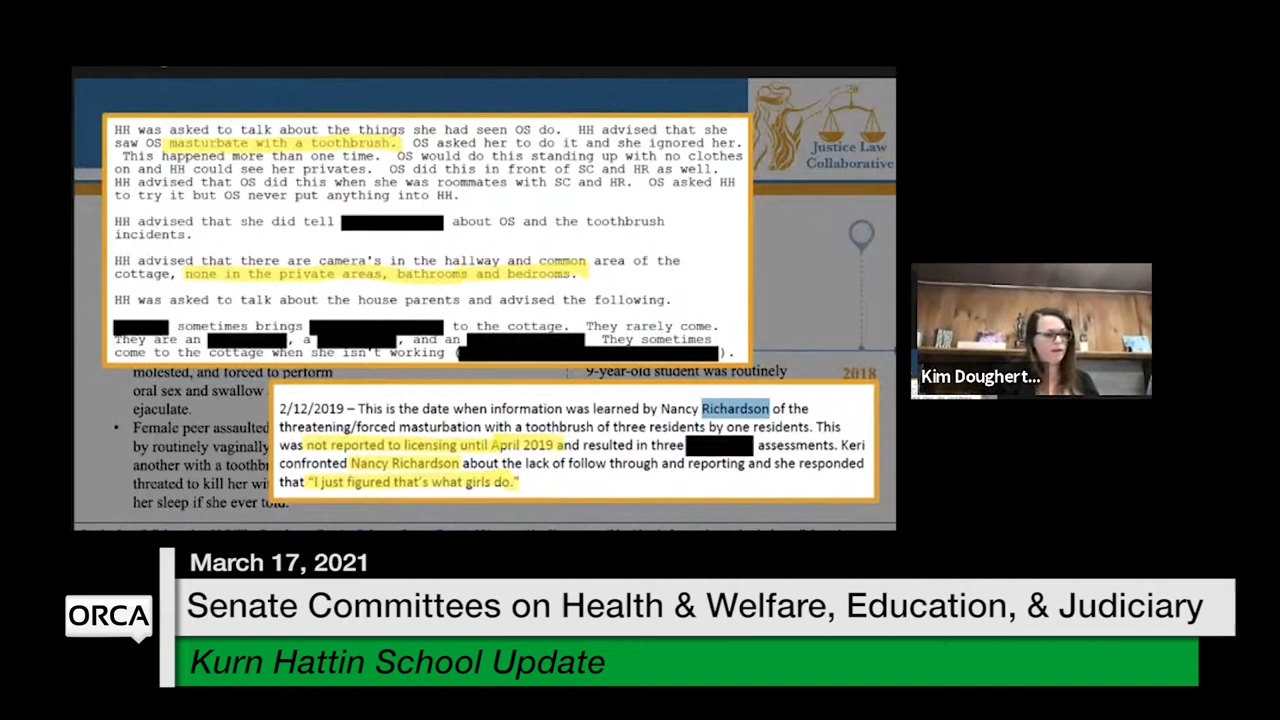 HH was asked to talk about the things she had seen OS do. HH advised that she
saw OS masturbate with a toothbrush. OS asked her to do it and she ignored her.
This happened more than one time. OS would do this standing up with no clothes
on and HH could see her privates. OS did this in front of SC and HR as well.
HH advised that OS did this when she was roommates with SC and HR. OS asked HH
to try it but OS never put anything into HH.
HH advised that she did tell about OS and the toothbrush
incidents.
HH advised that there are camera's in the hallway and common area of the
cottage, none in the private areas, bathrooms and bedrooms.
HH was asked to talk about the house parents and advised the following.
sometimes brings to the cottage. They rarely come.
They are an , a , and an They sometimes
come to the cottage when she isn't working ( ).
Justice Law
Collaborative
molested, and forced to perform
oral sex and swallow
ejaculate.
• Female peer assaulted
by routinely vaginally
another with a toothb
threatened to kill her wi
her sleep if she ever told.
9-year-old student was routinely
2018
2/12/2019 – This is the date when information was learned by Nancy Richardson of the
threatening/forced masturbation with a toothbrush of three residents by one residents. This
was not reported to licensing until April 2019 and resulted in three assessments. Keri
confronted Nancy Richardson about the lack of follow through and reporting and she responded
that "I just figured that's what girls do."
Kim Doughert...
March 17, 2021
ORCA
Senate Committees on Health & Welfare, Education, & Judiciary
Kurn Hattin School Update